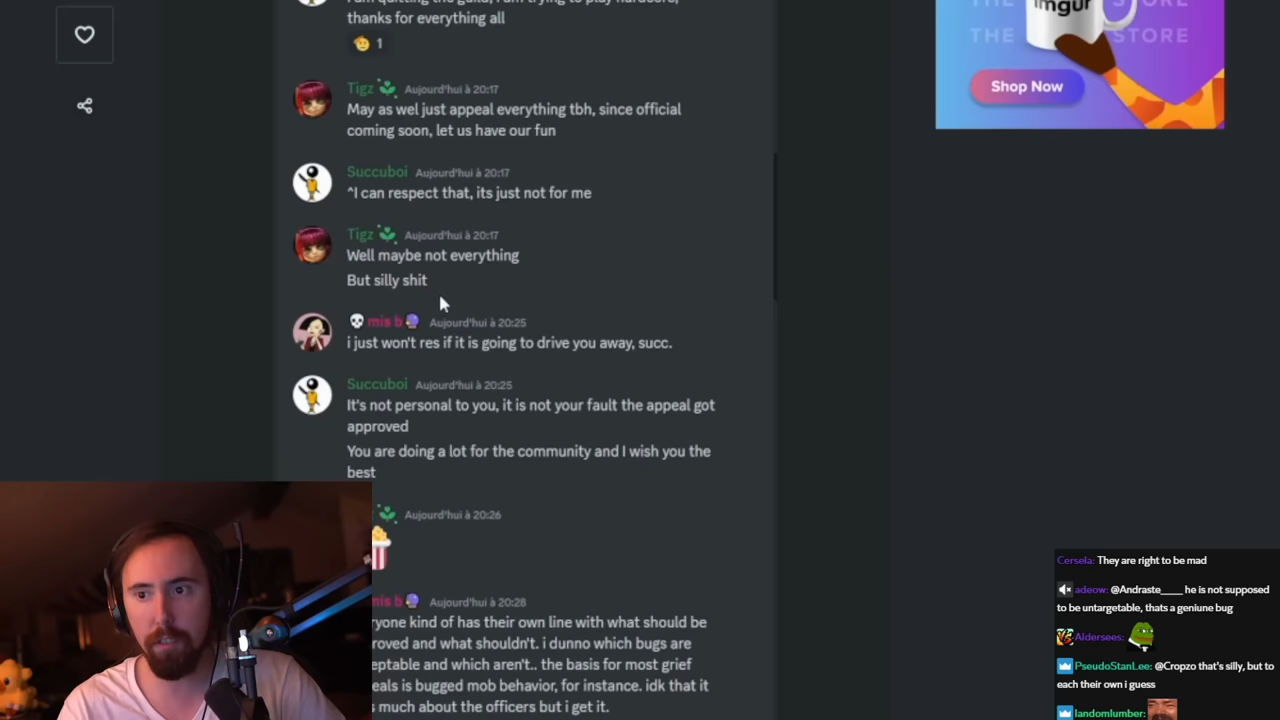 thanks for everything all
1
Tigz Aujourd'hui à 20:17
May as wel just appeal everything tbh, since official
coming soon, let us have our fun
Succuboi Aujourd'hui à 20:17
^I can respect that, its just not for me
Tigz Aujourd'hui à 20:17
Well maybe not everything
But silly shit
mis b Aujourd'hui à 20:25
i just won't res if it is going to drive you away, succ.
Succuboi Aujourd'hui à 20:25
It's not personal to you, it is not your fault the appeal got
approved
You are doing a lot for the community and I wish you the
best
Aujourd'hui à 20:26
mis b Aujourd'hui à 20:28
ryone kind of has their own line with what should be
roved and what shouldn't. i dunno which bugs are
eptable and which aren't.. the basis for most grief
eals is bugged mob behavior, for instance. idk that it
s much about the officers but i get it.
imgur
THE STORE
THE STORE
Shop Now
Cersela: They are right to be mad
adeow: @Andraste____ he is not supposed
to be untargetable, thats a geniune bug
Aldersees:
PseudoStanLee: @Cropzo that's silly, but to
each their own i guess
landomlumber: